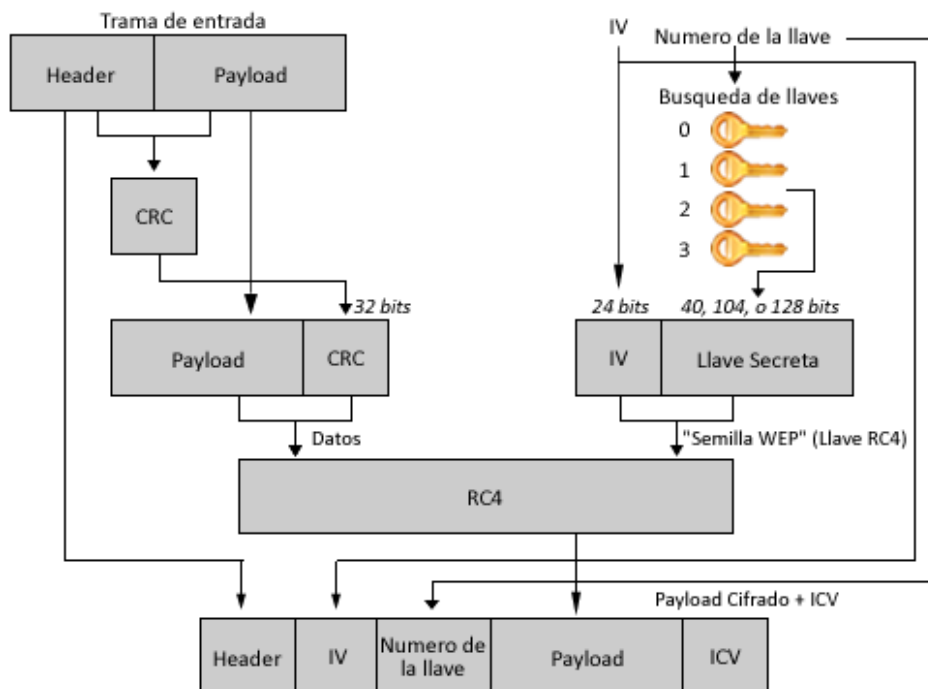 Trama de entrada
IV
Numero de la llave
Header
Payload
Busqueda de llaves
0
1
2
3
CRC
32 bits
24 bits
40, 104, o 128 bits
Payload
CRC
IV
Llave Secreta
Datos
"Semilla WEP" (Llave RC4)
RC4
Payload Cifrado + ICV
Header
IV
Numero de
la llave
Payload
ICV